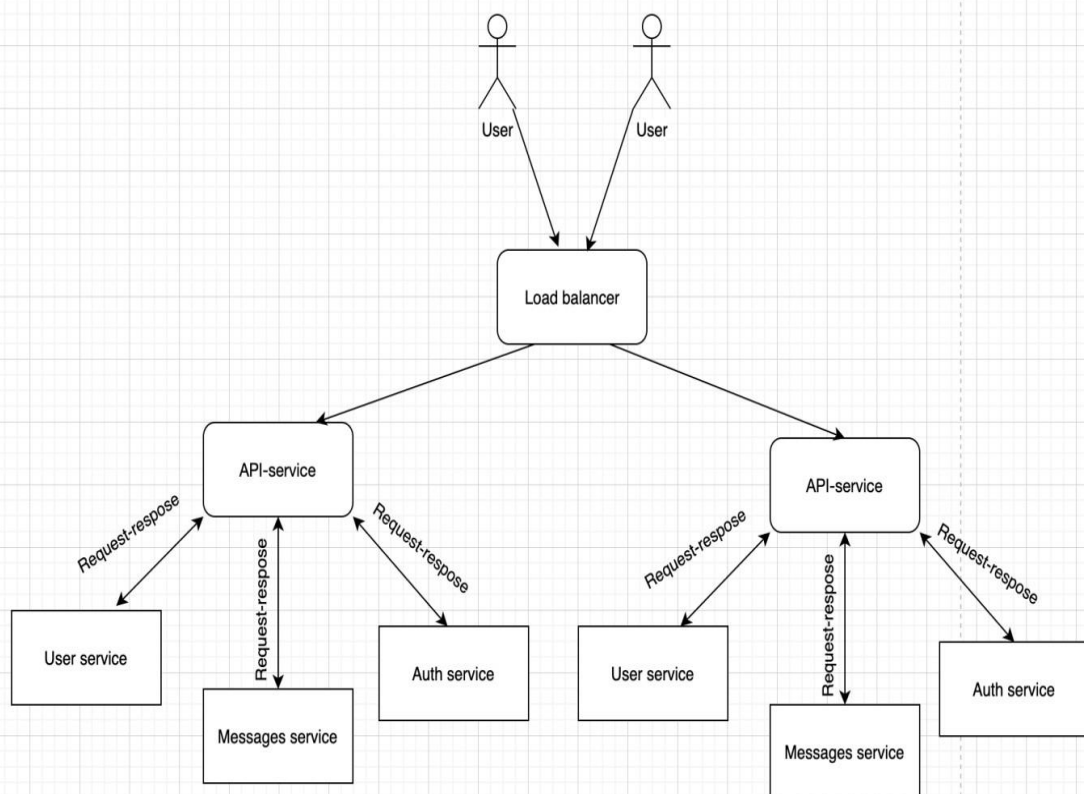 User
User
Load balancer
API-service
API-service
Request-respose
Request-respose
Request-respose
Request-respose
Request-respose
Request-respose
User service
Messages service
Auth service
User service
Messages service
Auth service